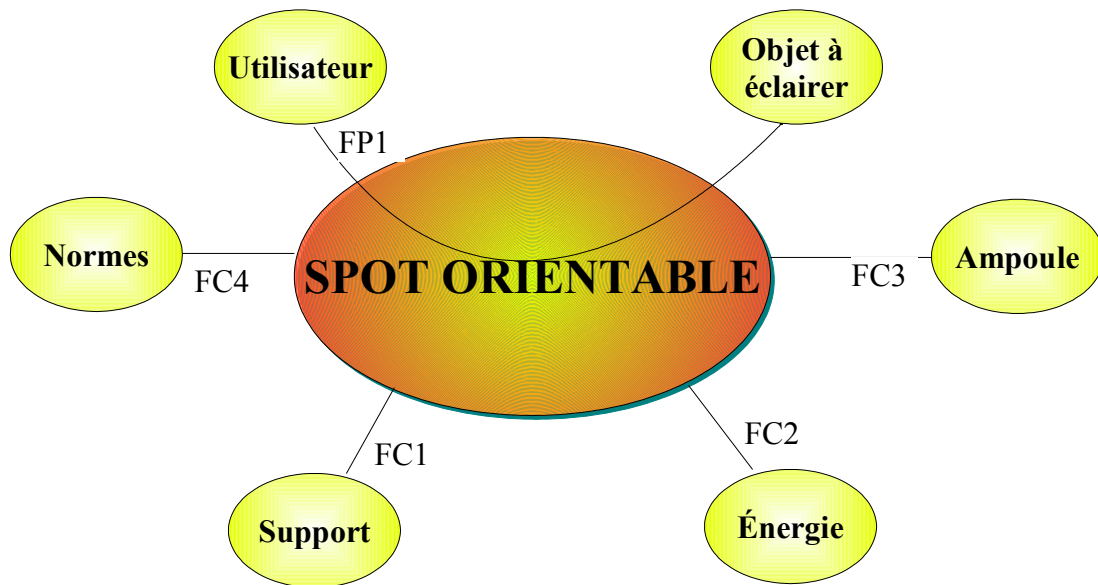 Utilisateur
Objet à
éclairer
FP1
Normes
FC4
SPOT ORIENTABLE
FC3
Ampoule
FC1
FC2
Support
Énergie